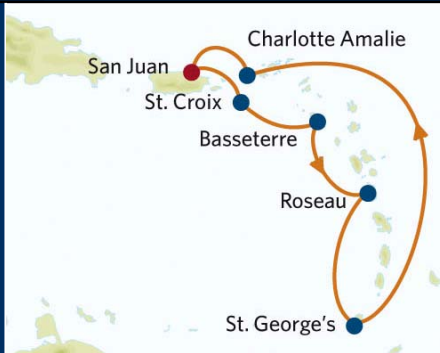 Charlotte Amalie
San Juan
St. Croix
Basseterre
Roseau
St. George's